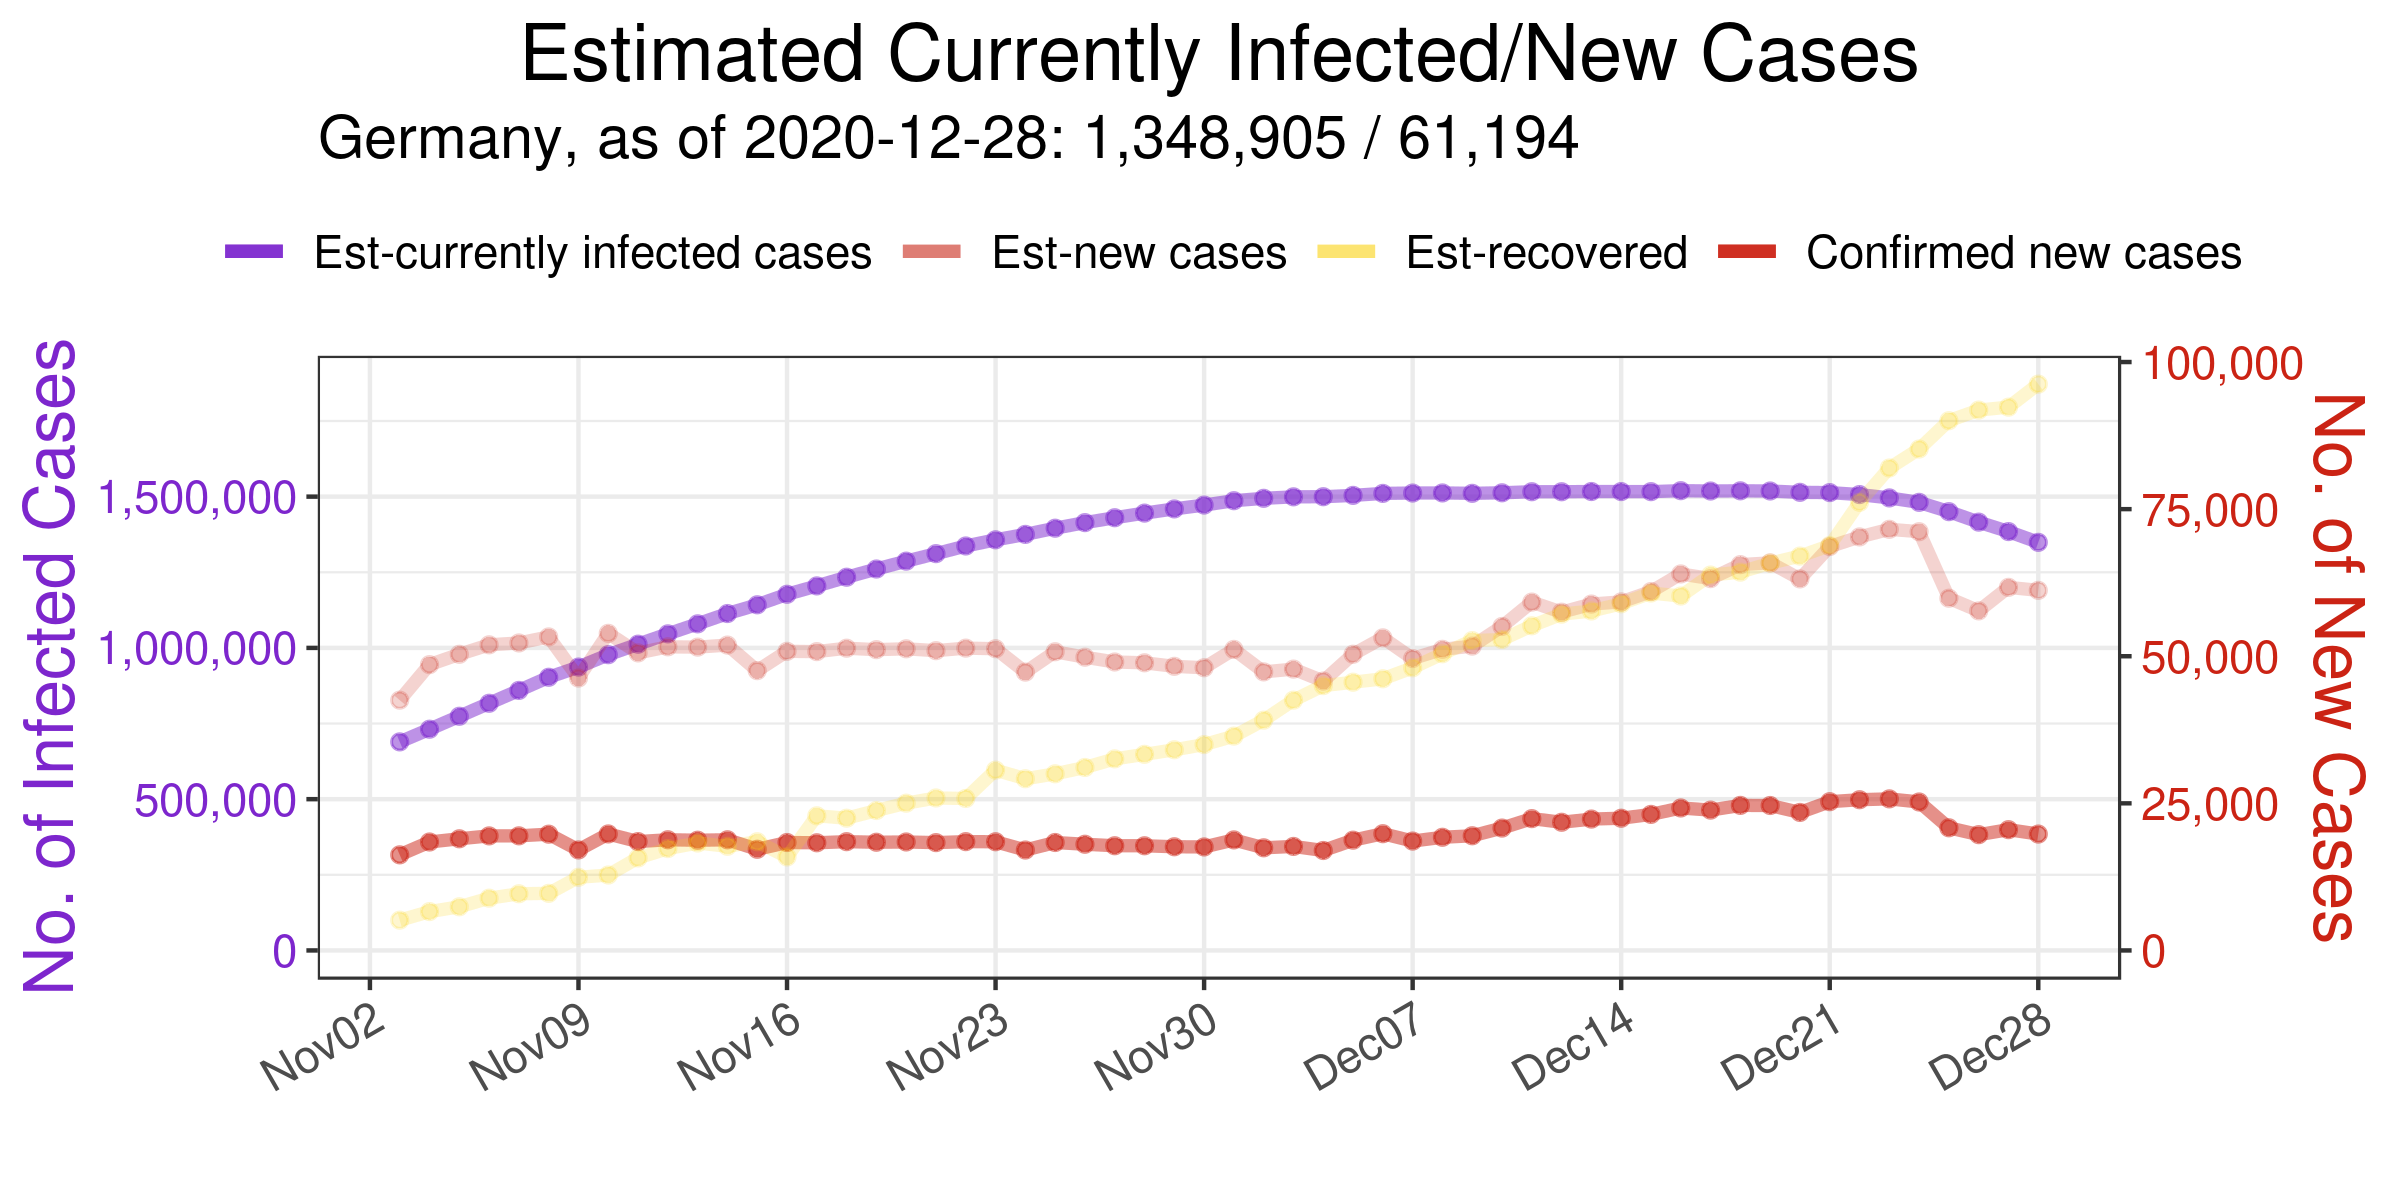 Estimated Currently Infected/New Cases
Germany, as of 2020-12-28: 1,348,905 / 61,194
Est-currently infected cases Est-new cases Est-recovered Confirmed new cases
No. of Infected Cases
1,500,000
1,000,000
500,000
0
100,000
75,000
50,000
25,000
0
No. of New Cases
Nov02 Nov09 Nov16 Nov23 Nov30 Dec07 Dec14 Dec21 Dec28